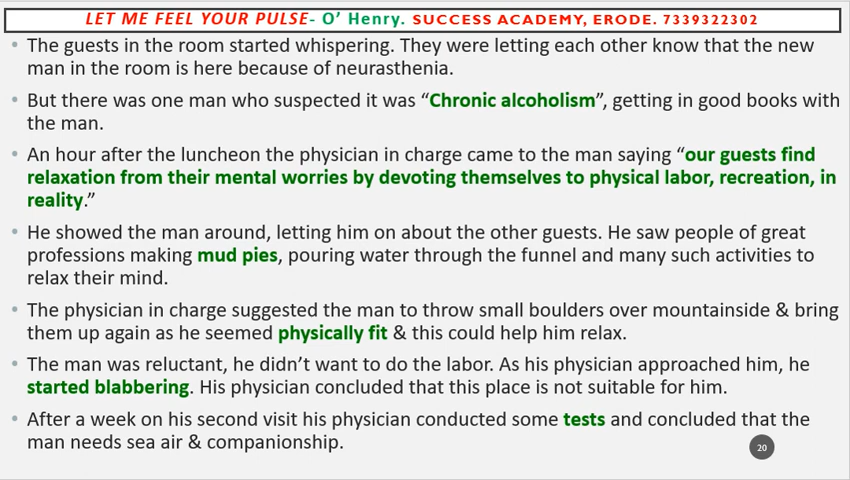 LET ME FEEL YOUR PULSE- O' Henry. SUCCESS ACADEMY, ERODE. 7339322302
• The guests in the room started whispering. They were letting each other know that the new
man in the room is here because of neurasthenia.
• But there was one man who suspected it was “Chronic alcoholism”, getting in good books with
the man.
• An hour after the luncheon the physician in charge came to the man saying “our guests find
relaxation from their mental worries by devoting themselves to physical labor, recreation, in
reality.”
• He showed the man around, letting him on about the other guests. He saw people of great
professions making mud pies, pouring water through the funnel and many such activities to
relax their mind.
• The physician in charge suggested the man to throw small boulders over mountainside & bring
them up again as he seemed physically fit & this could help him relax.
• The man was reluctant, he didn’t want to do the labor. As his physician approached him, he
started blabbering. His physician concluded that this place is not suitable for him.
• After a week on his second visit his physician conducted some tests and concluded that the
man needs sea air & companionship.
20